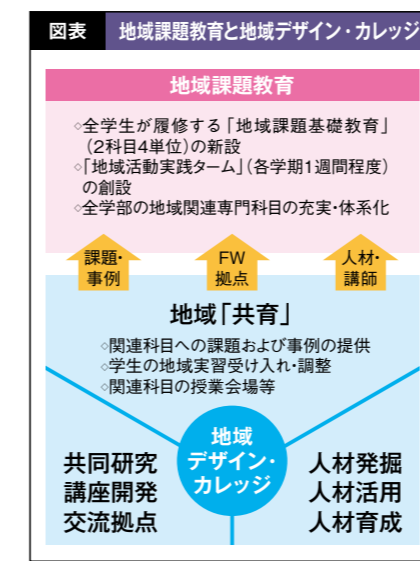 図表 地域課題教育と地域デザイン・カレッジ
地域課題教育
◇全学生が履修する「地域課題基礎教育」
（2科目4単位）の新設
◇「地域活動実践ターム」（各学期1週間程度）
の創設
◇全学部の地域関連専門科目の充実・体系化
課題・
事例
FW
拠点
人材・
講師
地域「共育」
◇関連科目への課題および事例の提供
◇学生の地域実習受け入れ・調整
◇関連科目の授業会場等
地域
デザイン・
カレッジ
共同研究
講座開発
交流拠点
人材発掘
人材活用
人材育成